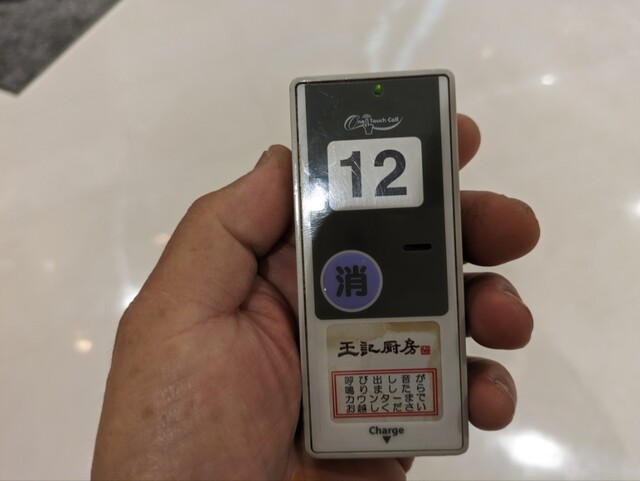 One Touch Call
12
消
王記厨房
呼び出し音が
鳴りましたら
カウンターまで
お越しください
Charge